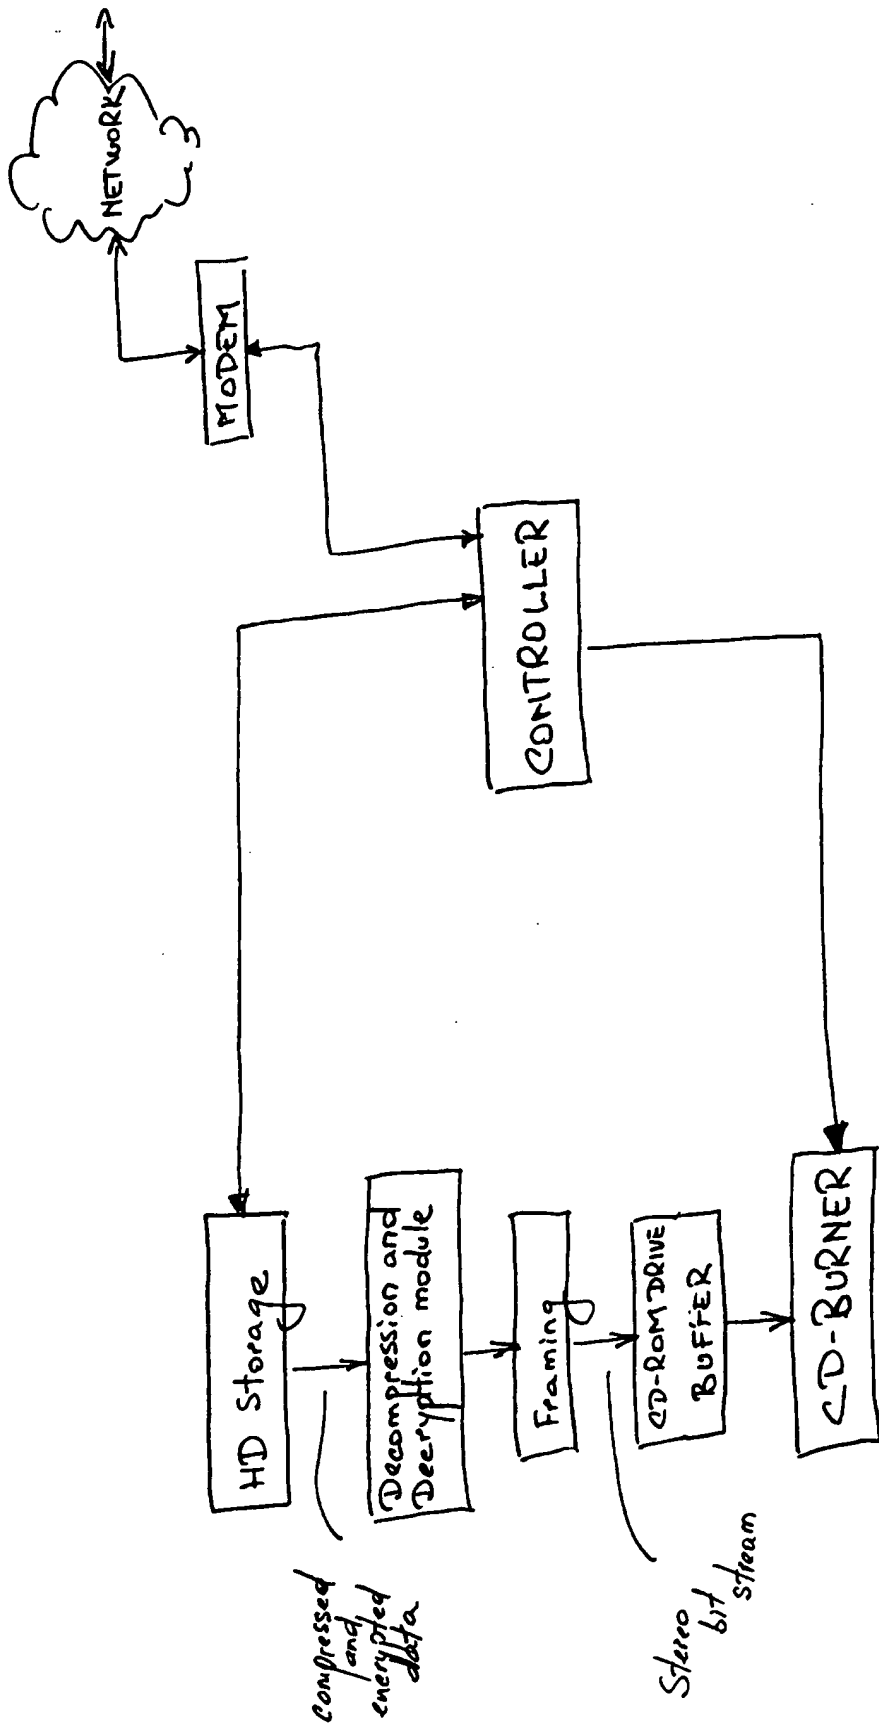 NETWORK
MODEM
CONTROLLER
HD Storage
compressed
and
encrypted
data
Decompression and
Decryption module
Framing
Stereo
bit
stream
CD-ROM DRIVE
BUFFER
CD-BURNER